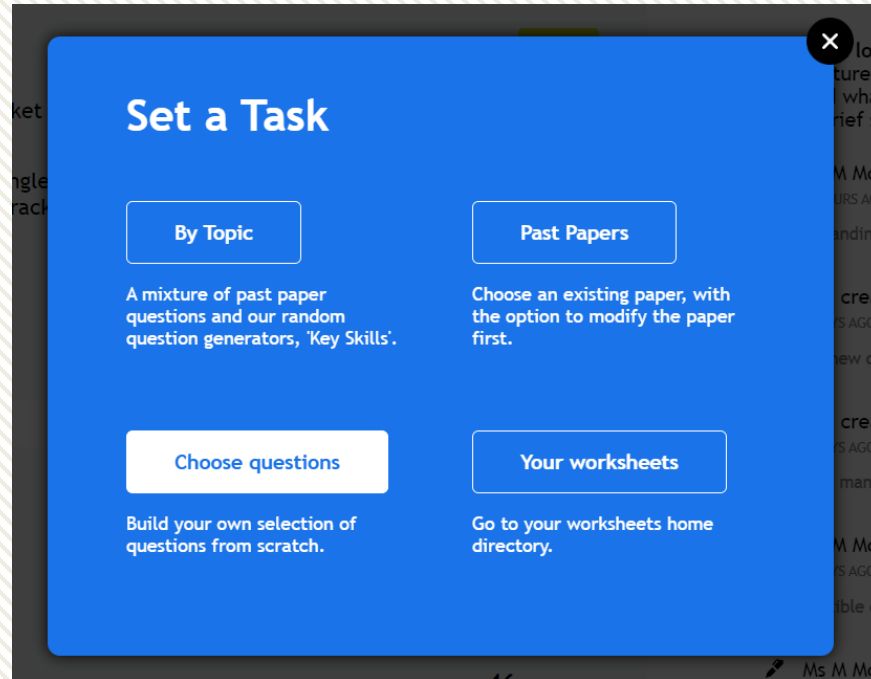 Set a Task
By Topic
Past Papers
A mixture of past paper
questions and our random
question generators, 'Key Skills'.
Choose an existing paper, with
the option to modify the paper
first.
Choose questions
Your worksheets
Build your own selection of
questions from scratch.
Go to your worksheets home
directory.
Ms M